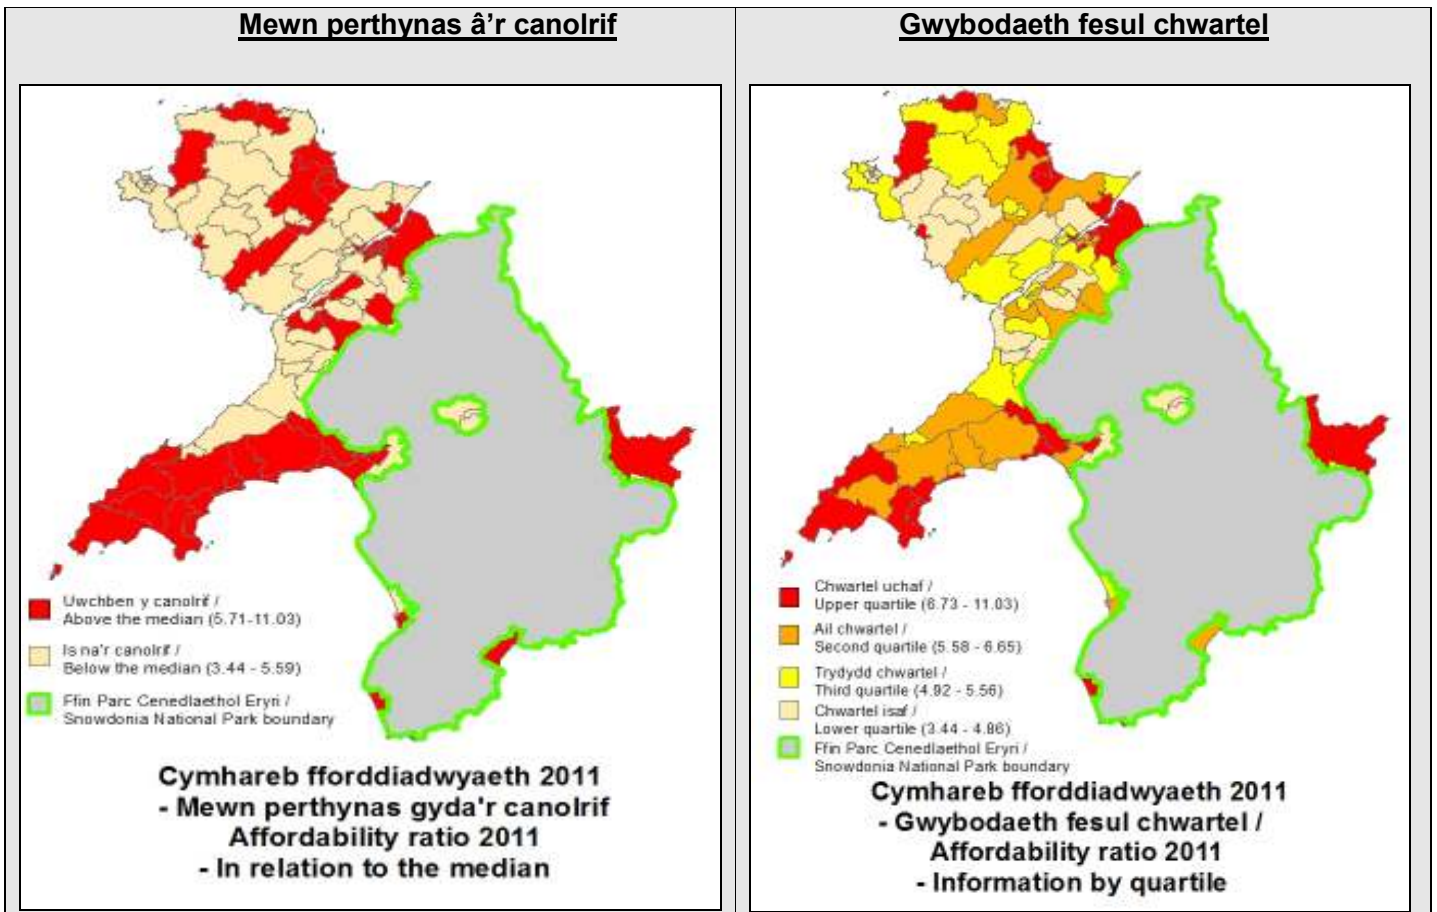 Mewn perthynas â’r canolrif
Uwchben y canolrif /
Above the median (5.71-11.03)
Is na'r canolrif /
Below the median (3.44 - 5.59)
Ffin Parc Cenedlaethol Eryri /
Snowdonia National Park boundary
Cymhareb fforddiadwyaeth 2011
- Mewn perthynas gyda'r canolrif
Affordability ratio 2011
- In relation to the median
Gwybodaeth fesul chwartel
Chwartel uchaf /
Upper quartile (6.73 - 11.03)
Ail chwartel /
Second quartile (5.58 - 6.65)
Trydydd chwartel /
Third quartile (4.92 - 5.56)
Chwartel isaf /
Lower quartile (3.44 - 4.86)
Ffin Parc Cenedlaethol Eryri /
Snowdonia National Park boundary
Cymhareb fforddiadwyaeth 2011
- Gwybodaeth fesul chwartel /
Affordability ratio 2011
- Information by quartile